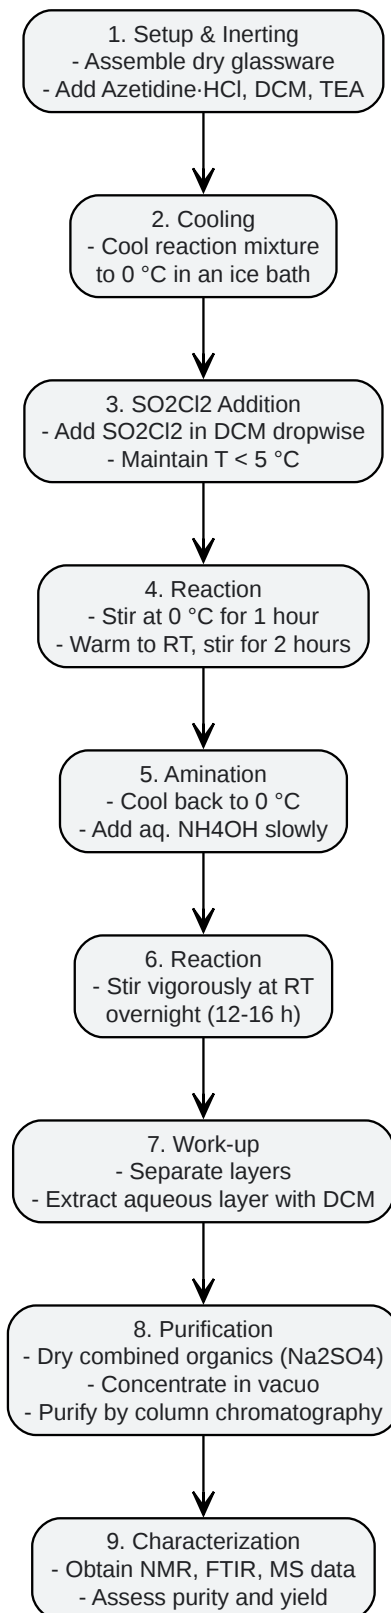 1. Setup & Inerting
- Assemble dry glassware
- Add Azetidine·HCl, DCM, TEA
2. Cooling
- Cool reaction mixture
to 0 °C in an ice bath
3. SO2Cl2 Addition
- Add SO2Cl2 in DCM dropwise
- Maintain T < 5 °C
4. Reaction
- Stir at 0 °C for 1 hour
- Warm to RT, stir for 2 hours
5. Amination
- Cool back to 0 °C
- Add aq. NH4OH slowly
6. Reaction
- Stir vigorously at RT
overnight (12-16 h)
7. Work-up
- Separate layers
- Extract aqueous layer with DCM
8. Purification
- Dry combined organics (Na2SO4)
- Concentrate in vacuo
- Purify by column chromatography
9. Characterization
- Obtain NMR, FTIR, MS data
- Assess purity and yield